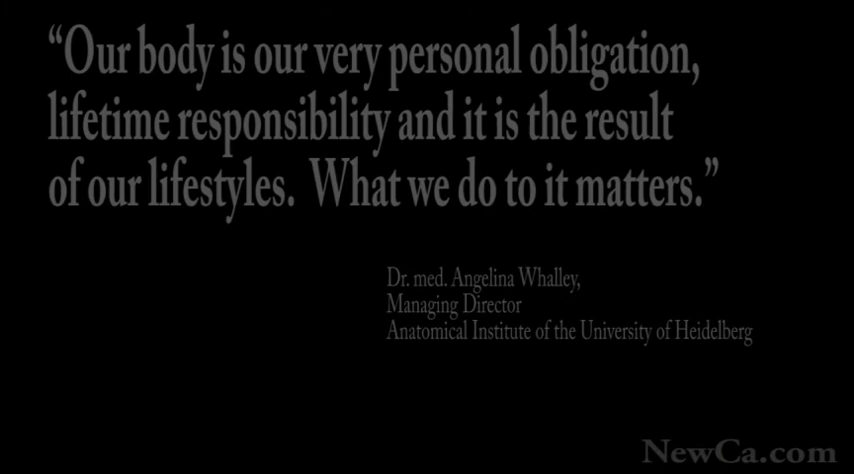 “Our body is our very personal obligation,
lifetime responsibility and it is the result
of our lifestyles.  What we do to it matters.”
Dr. med. Angelina Whalley,
Managing Director
Anatomical Institute of the University of Heidelberg
NewCa.com